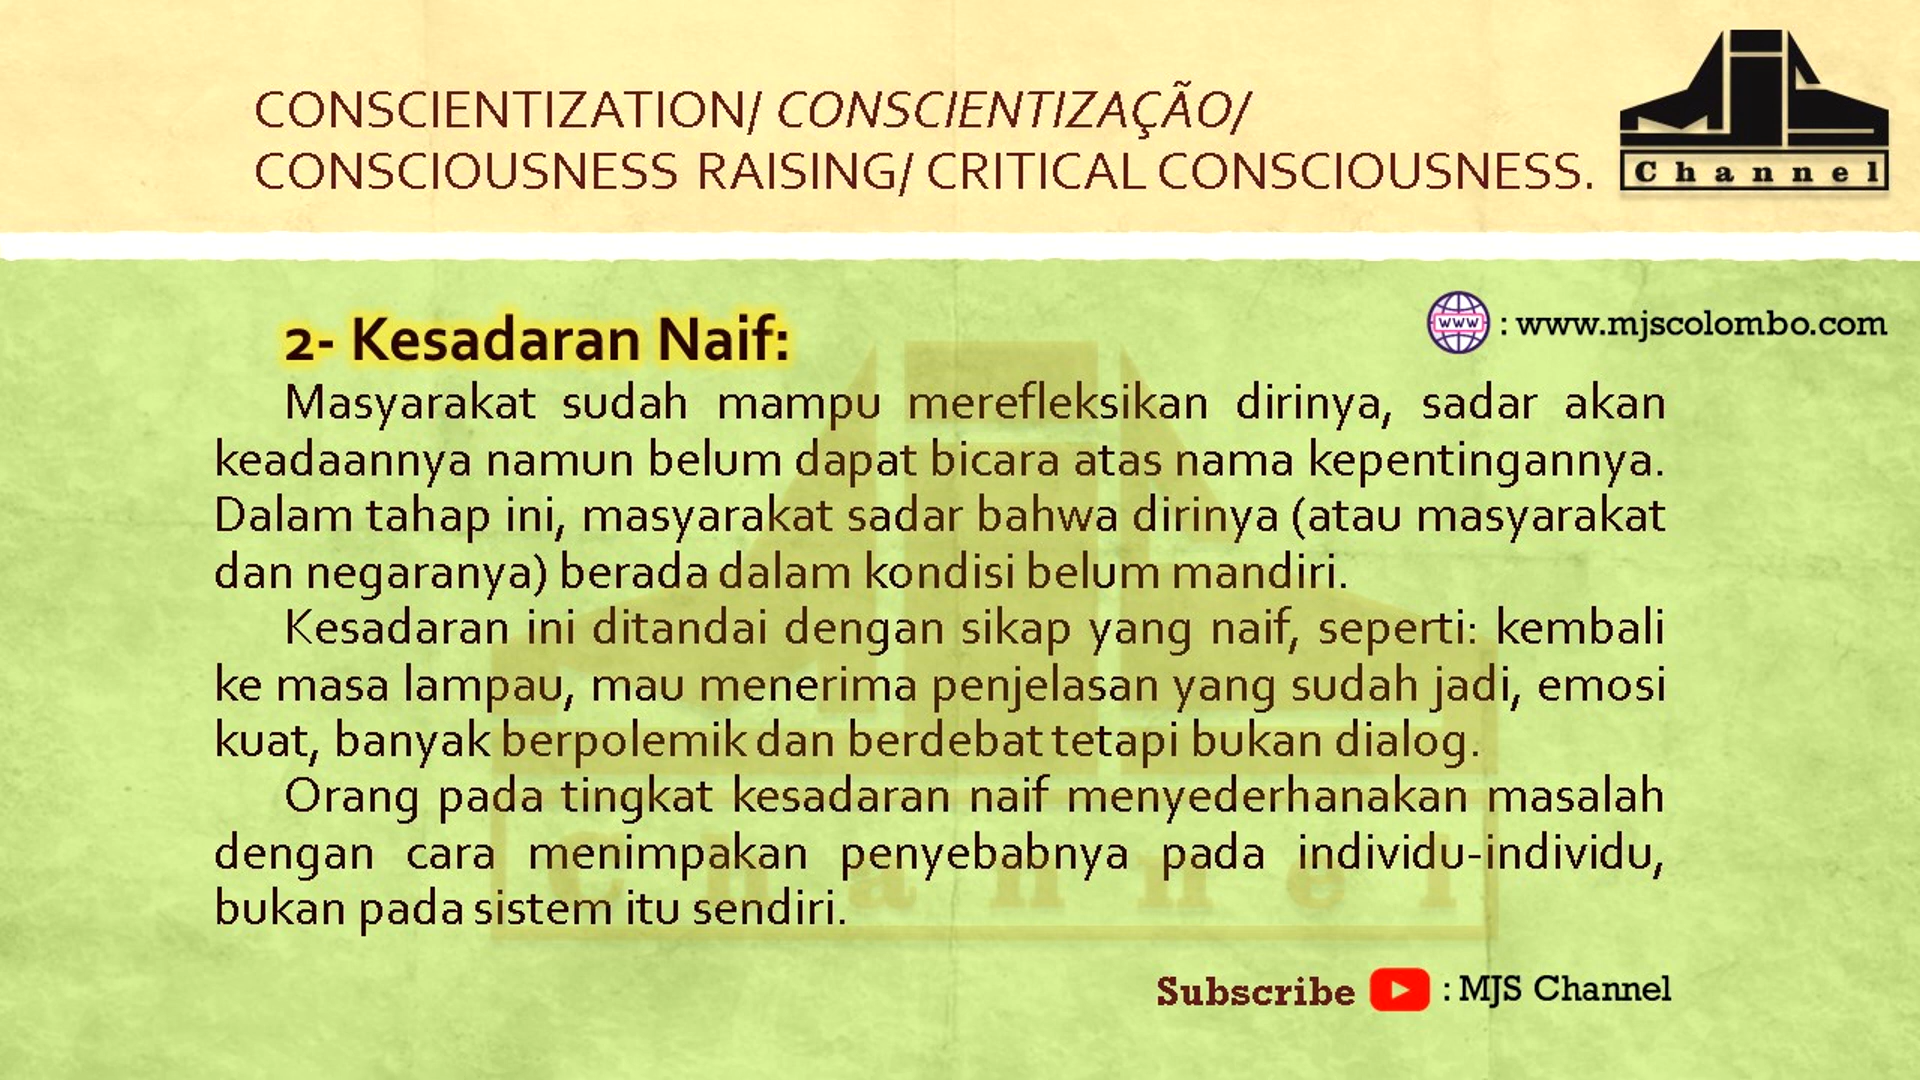 CONSCIENTIZATION/ CONSCIENTIZAÇÃO/
CONSCIOUSNESS RAISING/ CRITICAL CONSCIOUSNESS.
MJS
Channel
2- Kesadaran Naif:
: www.mjscolombo.com
Masyarakat sudah mampu merefleksikan dirinya, sadar akan
keadaannya namun belum dapat bicara atas nama kepentingannya.
Dalam tahap ini, masyarakat sadar bahwa dirinya (atau masyarakat
dan negaranya) berada dalam kondisi belum mandiri.
Kesadaran ini ditandai dengan sikap yang naif, seperti: kembali
ke masa lampau, mau menerima penjelasan yang sudah jadi, emosi
kuat, banyak berpolemik dan berdebat tetapi bukan dialog.
Orang pada tingkat kesadaran naif menyederhanakan masalah
dengan cara menimpakan penyebabnya pada individu-individu,
bukan pada sistem itu sendiri.
Subscribe : MJS Channel